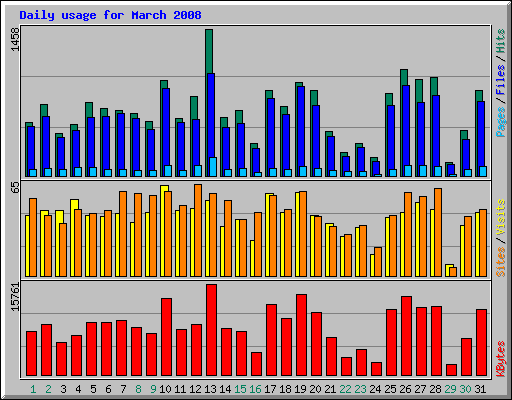 Daily usage for March 2008
1458
Pages / Files / Hits
65
Sites / Visits
15761
KBytes
1 2 3 4 5 6 7 8 9 10 11 12 13 14 15 16 17 18 19 20 21 22 23 24 25 26 27 28 29 30 31